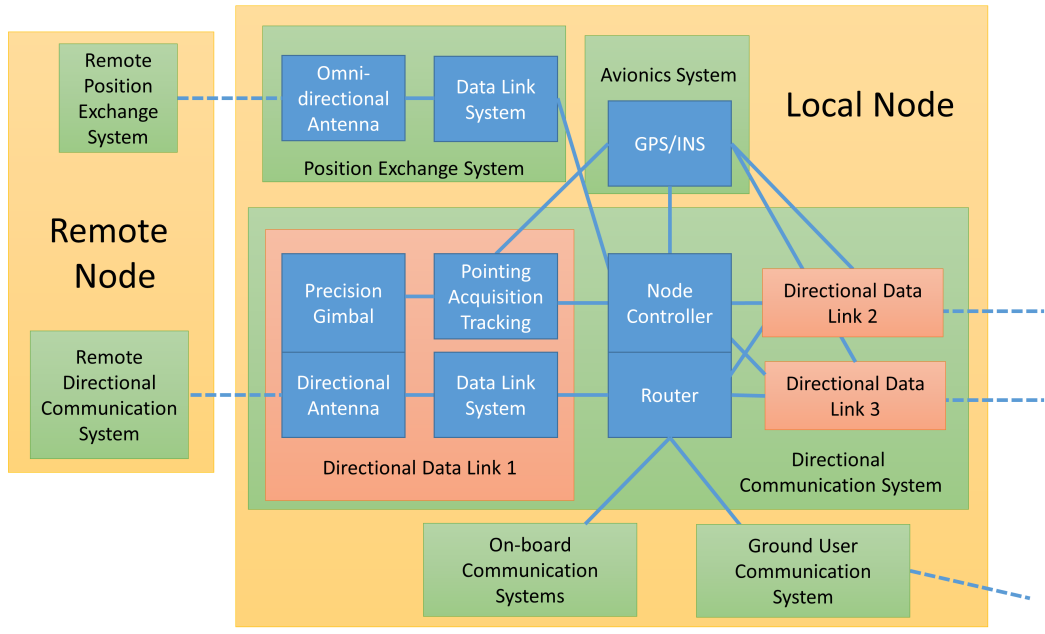 Remote
Position
Exchange
System
Remote
Node
Remote
Directional
Communication
System
Omni-
directional
Antenna
Data Link
System
Position Exchange System
Avionics System
GPS/INS
Local Node
Precision
Gimbal
Pointing
Acquisition
Tracking
Node
Controller
Directional Data
Link 2
Directional
Antenna
Data Link
System
Router
Directional Data
Link 3
Directional Data Link 1
Directional
Communication System
On-board
Communication
Systems
Ground User
Communication
System